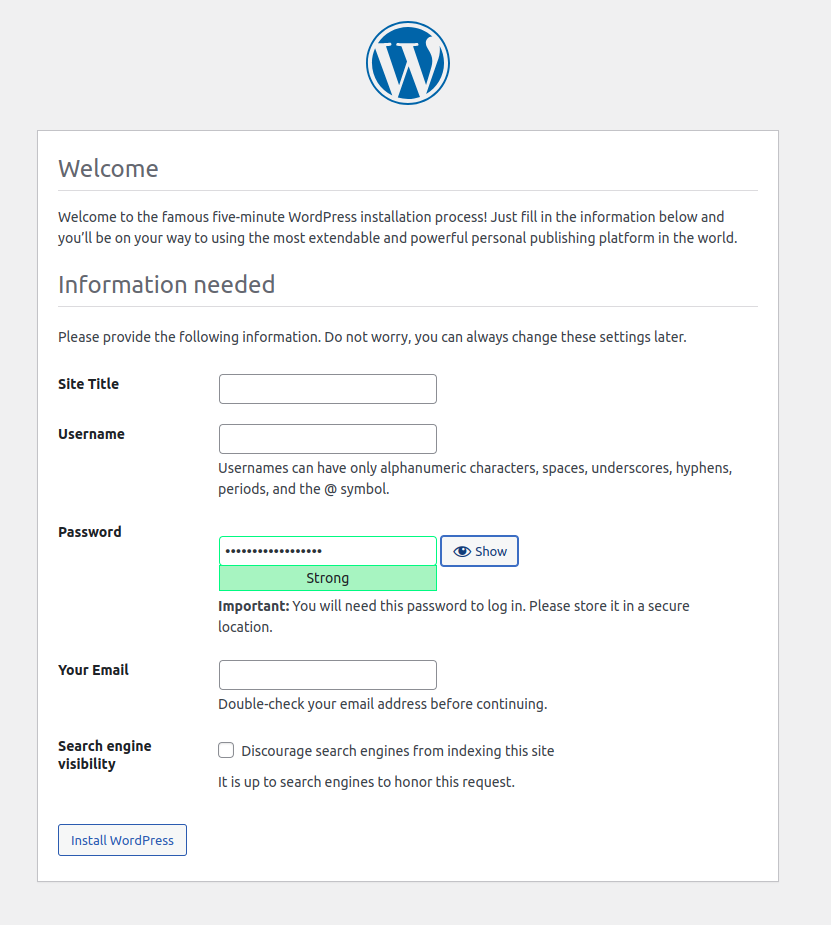 Welcome
Welcome to the famous five-minute WordPress installation process! Just fill in the information below and
you’ll be on your way to using the most extendable and powerful personal publishing platform in the world.
Information needed
Please provide the following information. Do not worry, you can always change these settings later.
Site Title
Username
Usernames can have only alphanumeric characters, spaces, underscores, hyphens,
periods, and the @ symbol.
Password
•••••••••••••••••• Show
Strong
Important: You will need this password to log in. Please store it in a secure
location.
Your Email
Double-check your email address before continuing.
Search engine
visibility
Discourage search engines from indexing this site
It is up to search engines to honor this request.
Install WordPress